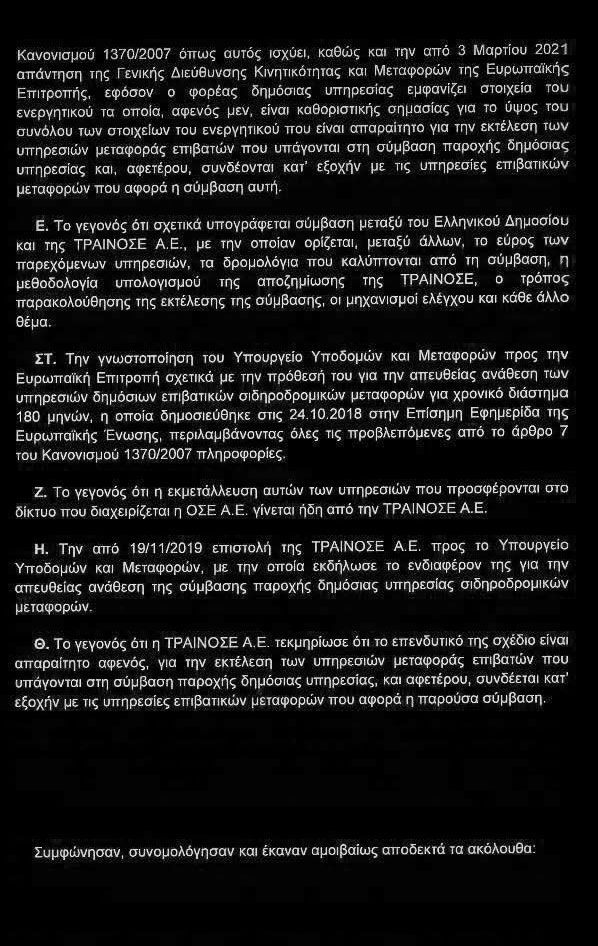 Κανονισμού 1370/2007 όπως αυτός ισχύει, καθώς και την από 3 Μαρτίου 2021
απάντηση της Γενικής Διεύθυνσης Κινητικότητας και Μεταφορών της Ευρωπαϊκής
Επιτροπής, εφόσον ο φορέας δημόσιας υπηρεσίας εμφανίζει στοιχεία του
ενεργητικού τα οποία, αφενός μεν, είναι καθοριστικής σημασίας για το ύψος του
συνόλου των στοιχείων του ενεργητικού που είναι απαραίτητο για την εκτέλεση των
υπηρεσιών μεταφοράς επιβατών που υπάγονται στη σύμβαση παροχής δημόσιας
υπηρεσίας και, αφετέρου, συνδέονται κατ' εξοχήν με τις υπηρεσίες επιβατικών
μεταφορών που αφορά η σύμβαση αυτή.
Ε. Το γεγονός ότι σχετικά υπογράφεται σύμβαση μεταξύ του Ελληνικού Δημοσίου
και της ΤΡΑΙΝΟΣΕ Α.Ε., με την οποίαν ορίζεται, μεταξύ άλλων, το εύρος των
παρεχόμενων υπηρεσιών, τα δρομολόγια που καλύπτονται από τη σύμβαση, η
μεθοδολογία υπολογισμού της αποζημίωσης της ΤΡΑΙΝΟΣΕ, ο τρόπος
παρακολούθησης της εκτέλεσης της σύμβασης, οι μηχανισμοί ελέγχου και κάθε άλλο
θέμα.
ΣΤ. Την γνωστοποίηση του Υπουργείο Υποδομών και Μεταφορών προς την
Ευρωπαϊκή Επιτροπή σχετικά με την πρόθεσή του για την απευθείας ανάθεση των
υπηρεσιών δημόσιων επιβατικών σιδηροδρομικών μεταφορών για χρονικό διάστημα
180 μηνών, η οποία δημοσιεύθηκε στις 24.10.2018 στην Επίσημη Εφημερίδα της
Ευρωπαϊκής Ένωσης, περιλαμβάνοντας όλες τις προβλεπόμενες από το άρθρο 7
του Κανονισμού 1370/2007 πληροφορίες.
Ζ. Το γεγονός ότι η εκμετάλλευση αυτών των υπηρεσιών που προσφέρονται στο
δίκτυο που διαχειρίζεται η ΟΣΕ Α.Ε. γίνεται ήδη από την ΤΡΑΙΝΟΣΕ Α.Ε.
Η. Την από 19/11/2019 επιστολή της ΤΡΑΙΝΟΣΕ Α.Ε. προς το Υπουργείο
Υποδομών και Μεταφορών, με την οποία εκδήλωσε το ενδιαφέρον της για την
απευθείας ανάθεση της σύμβασης παροχής δημόσιας υπηρεσίας σιδηροδρομικών
μεταφορών.
Θ. Το γεγονός ότι η ΤΡΑΙΝΟΣΕ Α.Ε. τεκμηρίωσε ότι το επενδυτικό της σχέδιο είναι
απαραίτητο αφενός, για την εκτέλεση των υπηρεσιών μεταφοράς επιβατών που
υπάγονται στη σύμβαση παροχής δημόσιας υπηρεσίας, και αφετέρου, συνδέεται κατ'
εξοχήν με τις υπηρεσίες επιβατικών μεταφορών που αφορά η παρούσα σύμβαση.
Συμφώνησαν, συνομολόγησαν και έκαναν αμοιβαίως αποδεκτά τα ακόλουθα: